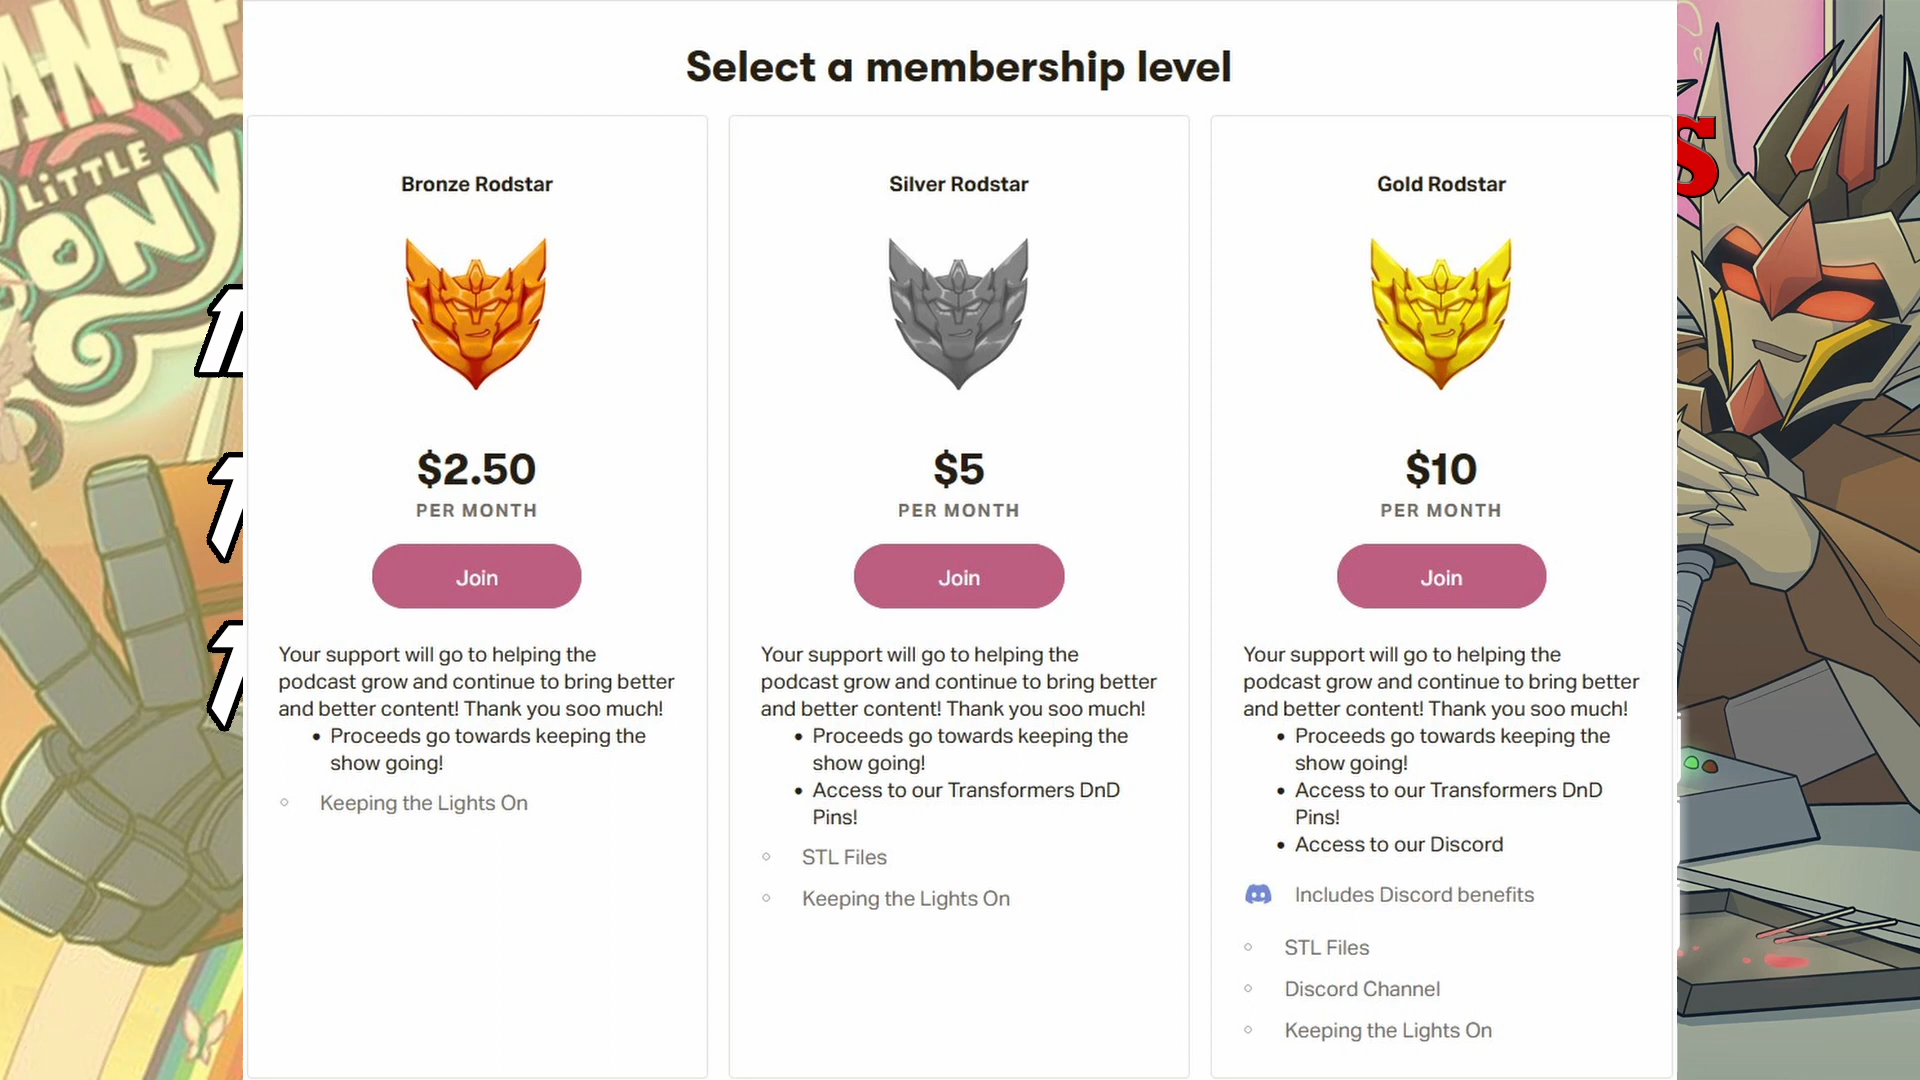 Select a membership level
Bronze Rodstar
$2.50
PER MONTH
Join
Your support will go to helping the
podcast grow and continue to bring better
and better content! Thank you soo much!
• Proceeds go towards keeping the
show going!
Keeping the Lights On
Silver Rodstar
$5
PER MONTH
Join
Your support will go to helping the
podcast grow and continue to bring better
and better content! Thank you soo much!
• Proceeds go towards keeping the
show going!
• Access to our Transformers DnD
Pins!
STL Files
Keeping the Lights On
Gold Rodstar
$10
PER MONTH
Join
Your support will go to helping the
podcast grow and continue to bring better
and better content! Thank you soo much!
• Proceeds go towards keeping the
show going!
• Access to our Transformers DnD
Pins!
• Access to our Discord
Includes Discord benefits
STL Files
Discord Channel
Keeping the Lights On
LiTTLE
S